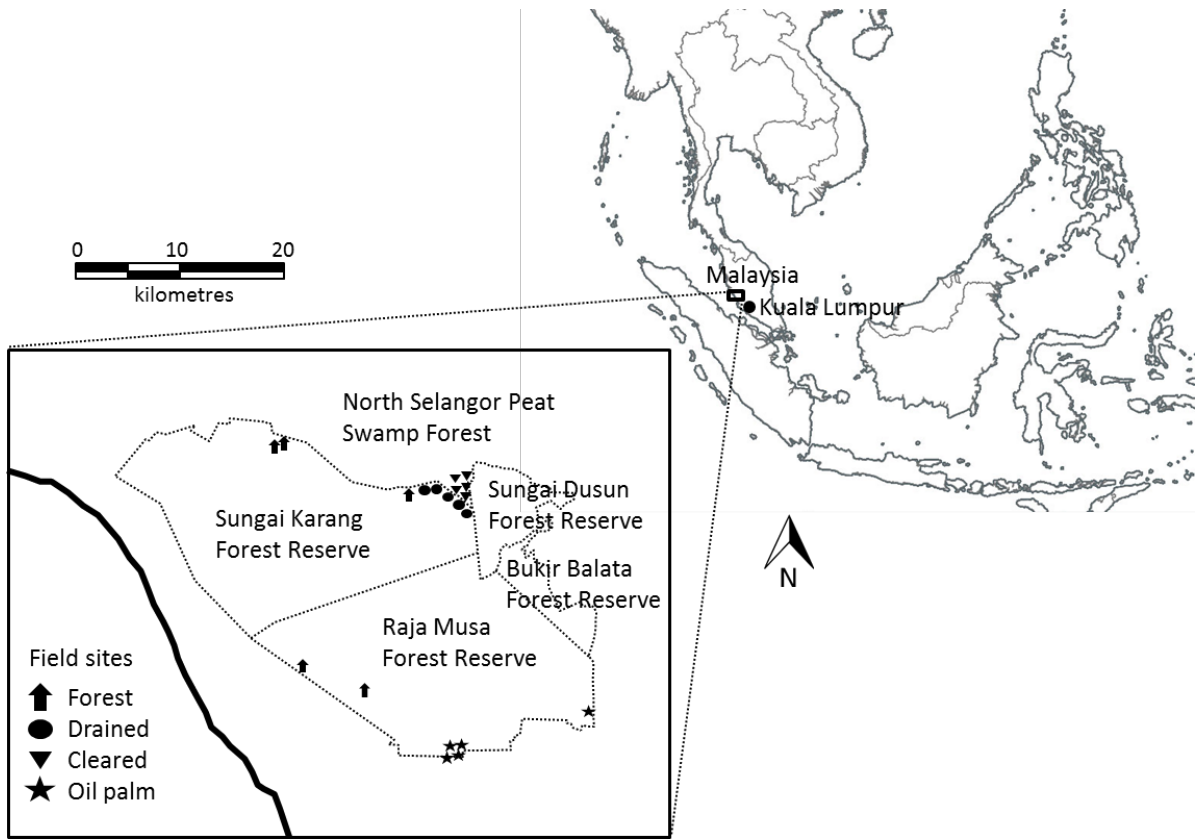 0 10 20
kilometres
Malaysia
Kuala Lumpur
North Selangor Peat
Swamp Forest
Sungai Dusun
Forest Reserve
Sungai Karang
Forest Reserve
Bukir Balata
Forest Reserve
Raja Musa
Forest Reserve
N
Field sites
Forest
Drained
Cleared
Oil palm